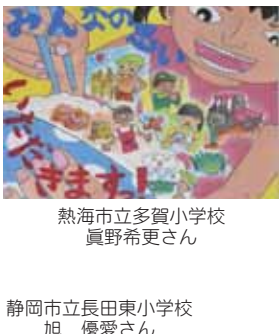 みんなの
いただきますっ!
熱海市立多賀小学校
眞野希更さん
静岡市立長田東小学校
旭　優愛さん